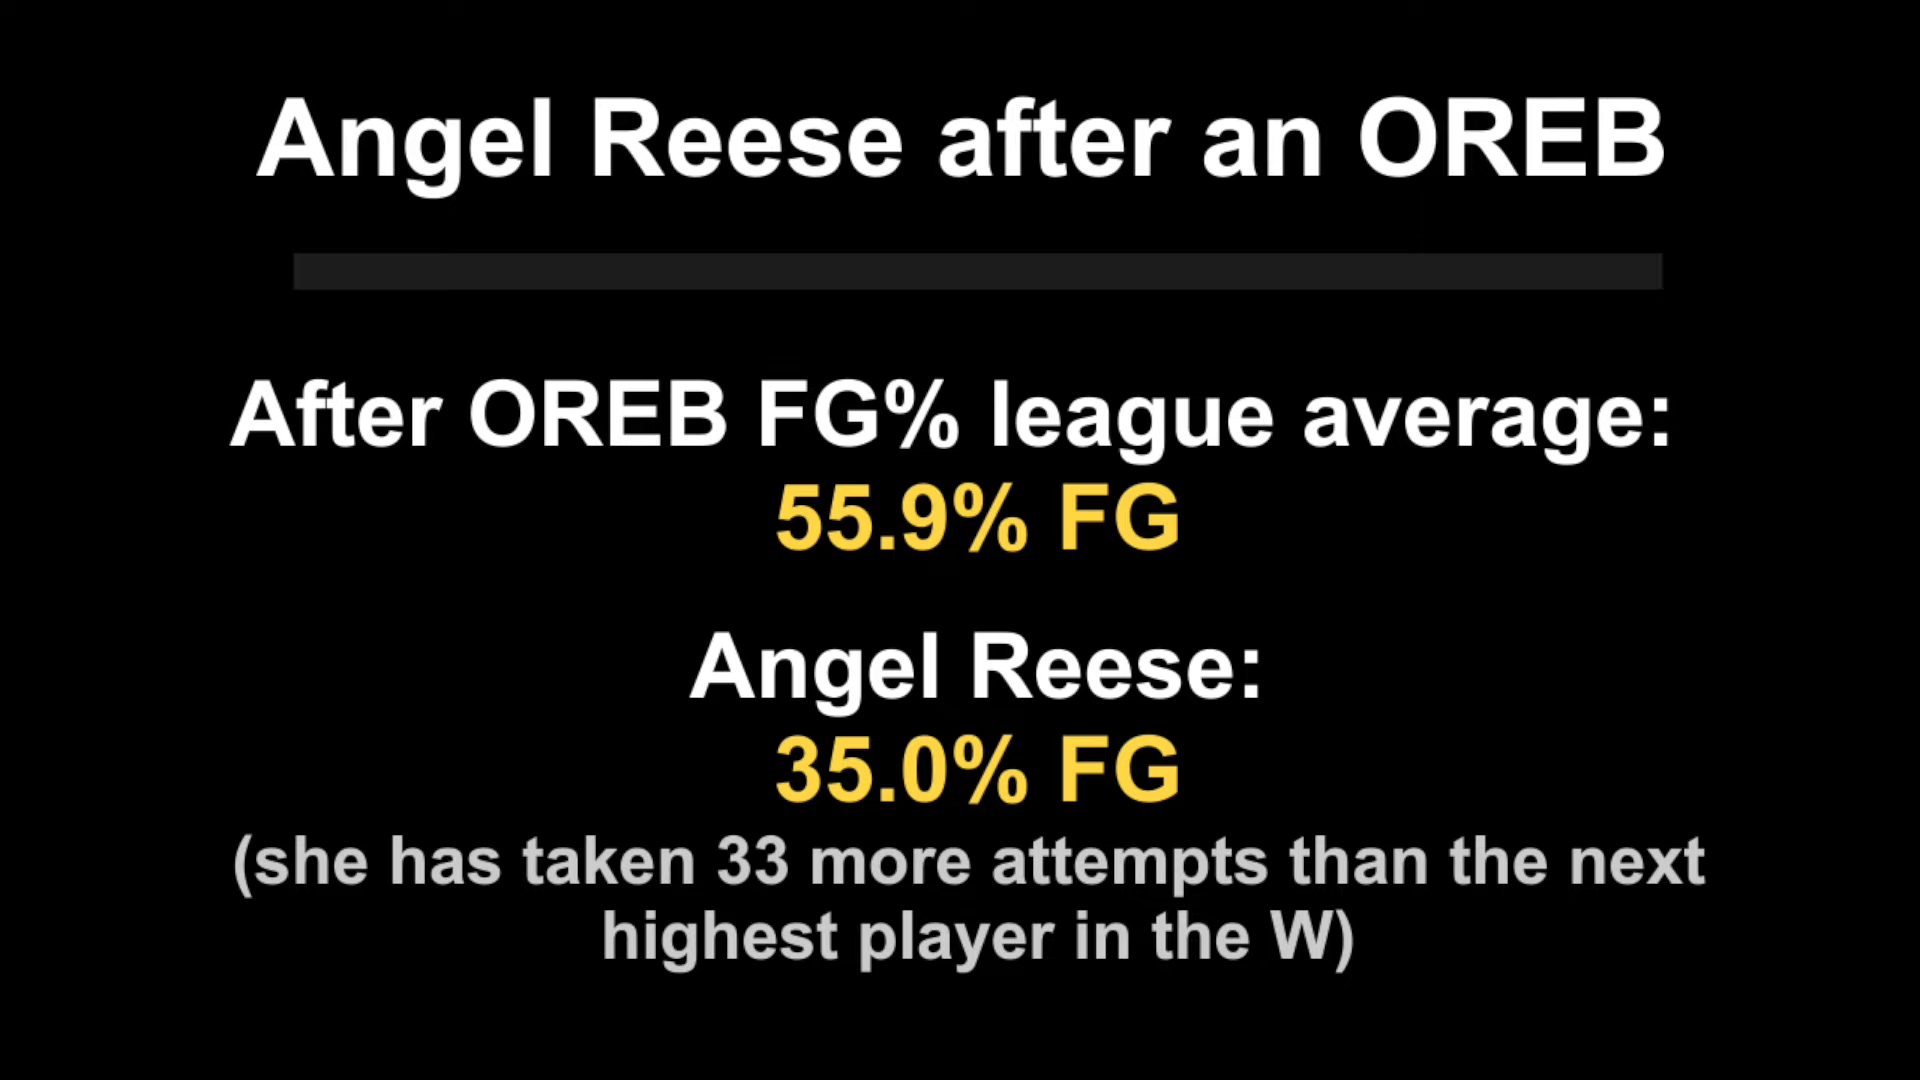 Angel Reese after an OREB
After OREB FG% league average:
55.9% FG
Angel Reese:
35.0% FG
(she has taken 33 more attempts than the next
highest player in the W)